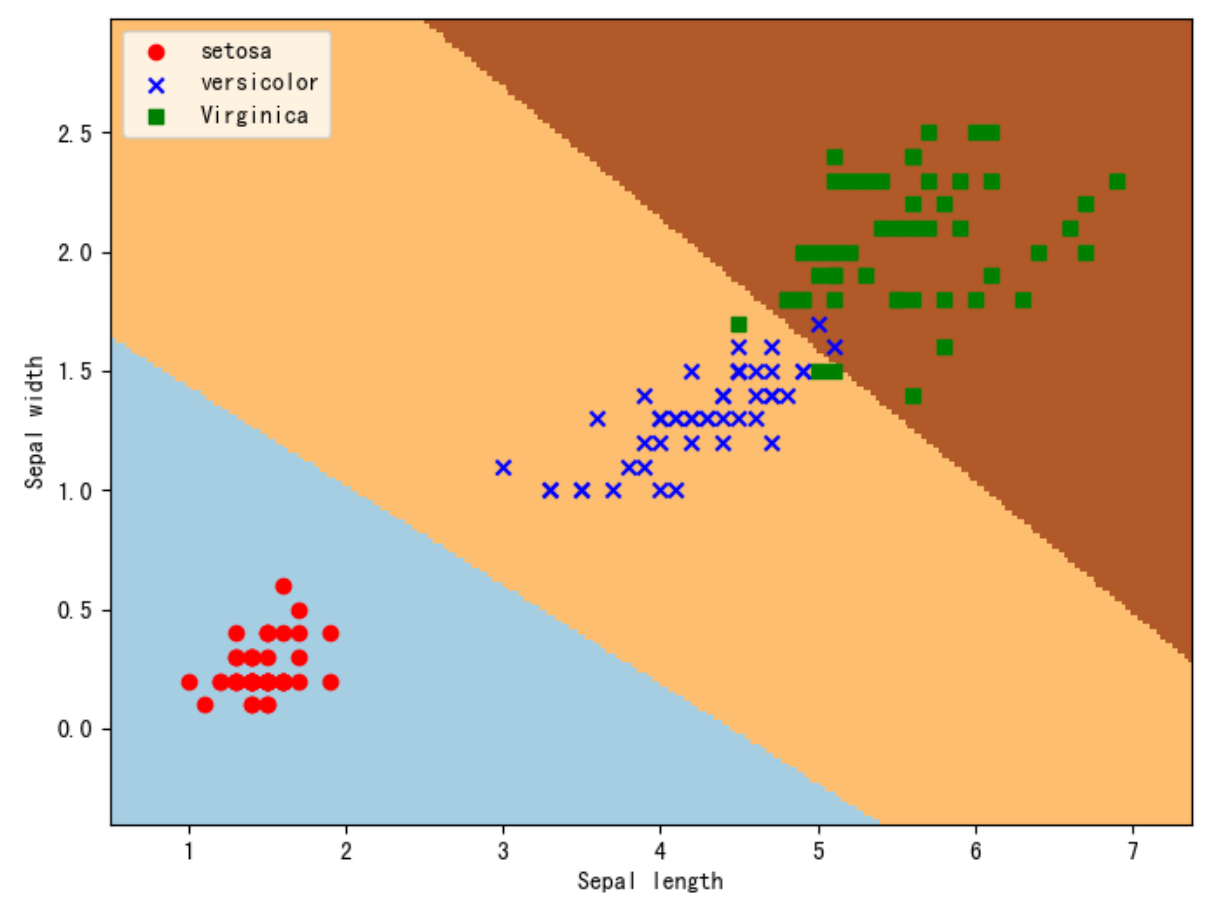 setosa
versicolor
Virginica
2.5
2.0
1.5
1.0
0.5
0.0
Sepal width
1 2 3 4 5 6 7
Sepal length